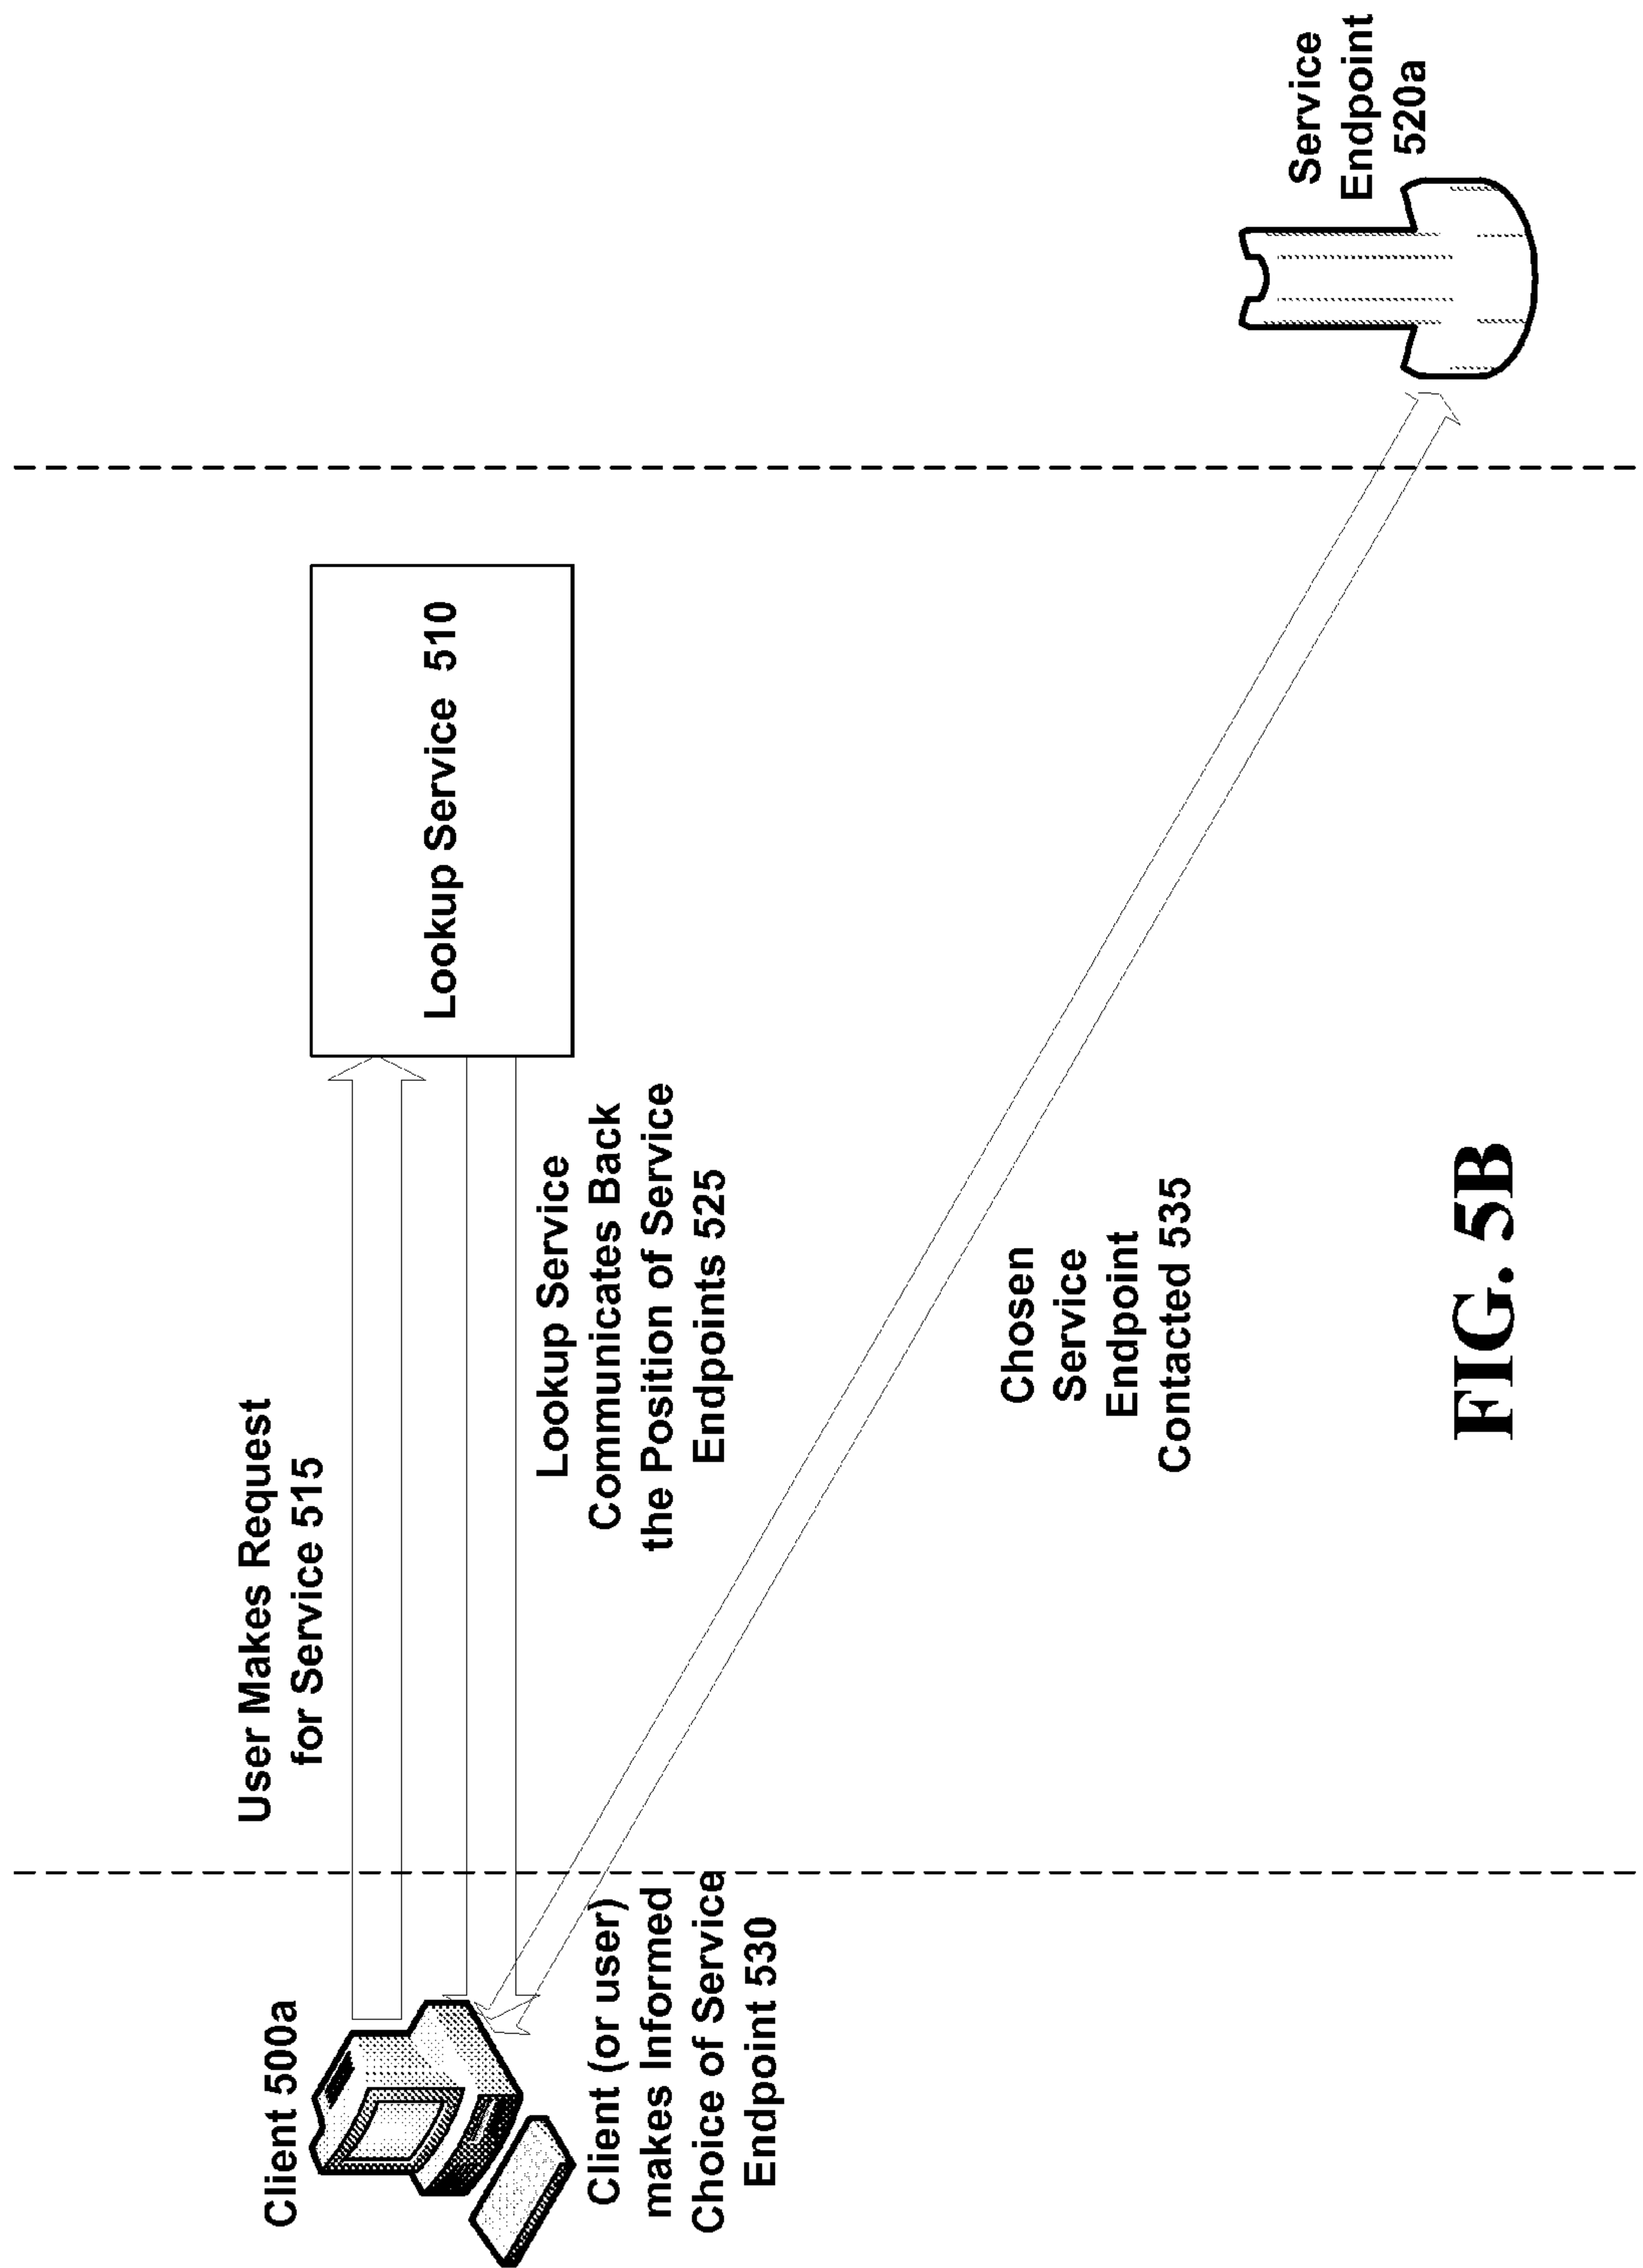 Client 500a
User Makes Request
for Service 515
Lookup Service 510
Lookup Service
Communicates Back
the Position of Service
Endpoints 525
Client (or user)
makes Informed
Choice of Service
Endpoint 530
Chosen
Service
Endpoint
Contacted 535
Service
Endpoint
520a
FIG. 5B